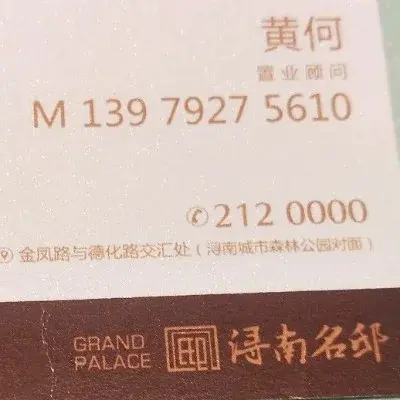 黄何
置业顾问
M 139 7927 5610
✆212 0000
金凤路与德化路交汇处(浔南城市森林公园对面)
GRAND
PALACE
浔南名邸